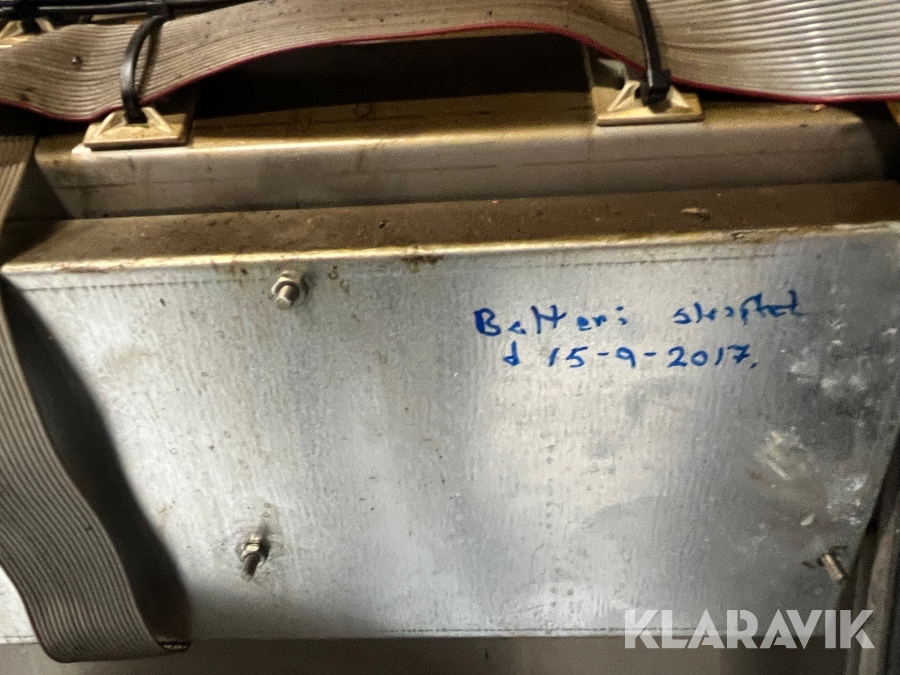 Batteri skiftet
d 15-9-2017.
KLARAVIK